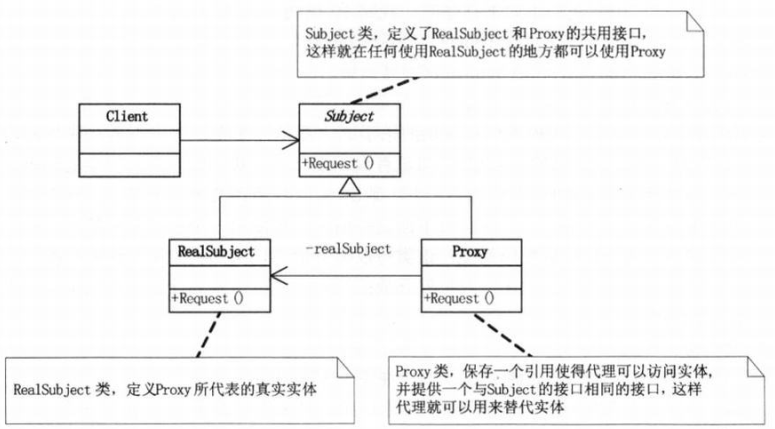 Subject类，定义了RealSubject和Proxy的共用接口，
这样就在任何使用RealSubject的地方都可以使用Proxy
Client
Subject
+Request()
RealSubject
-realSubject
Proxy
+Request()
+Request()
RealSubject类，定义Proxy所代表的真实实体
Proxy类，保存一个引用使得代理可以访问实体，
并提供一个与Subject的接口相同的接口，这样
代理就可以用来替代实体